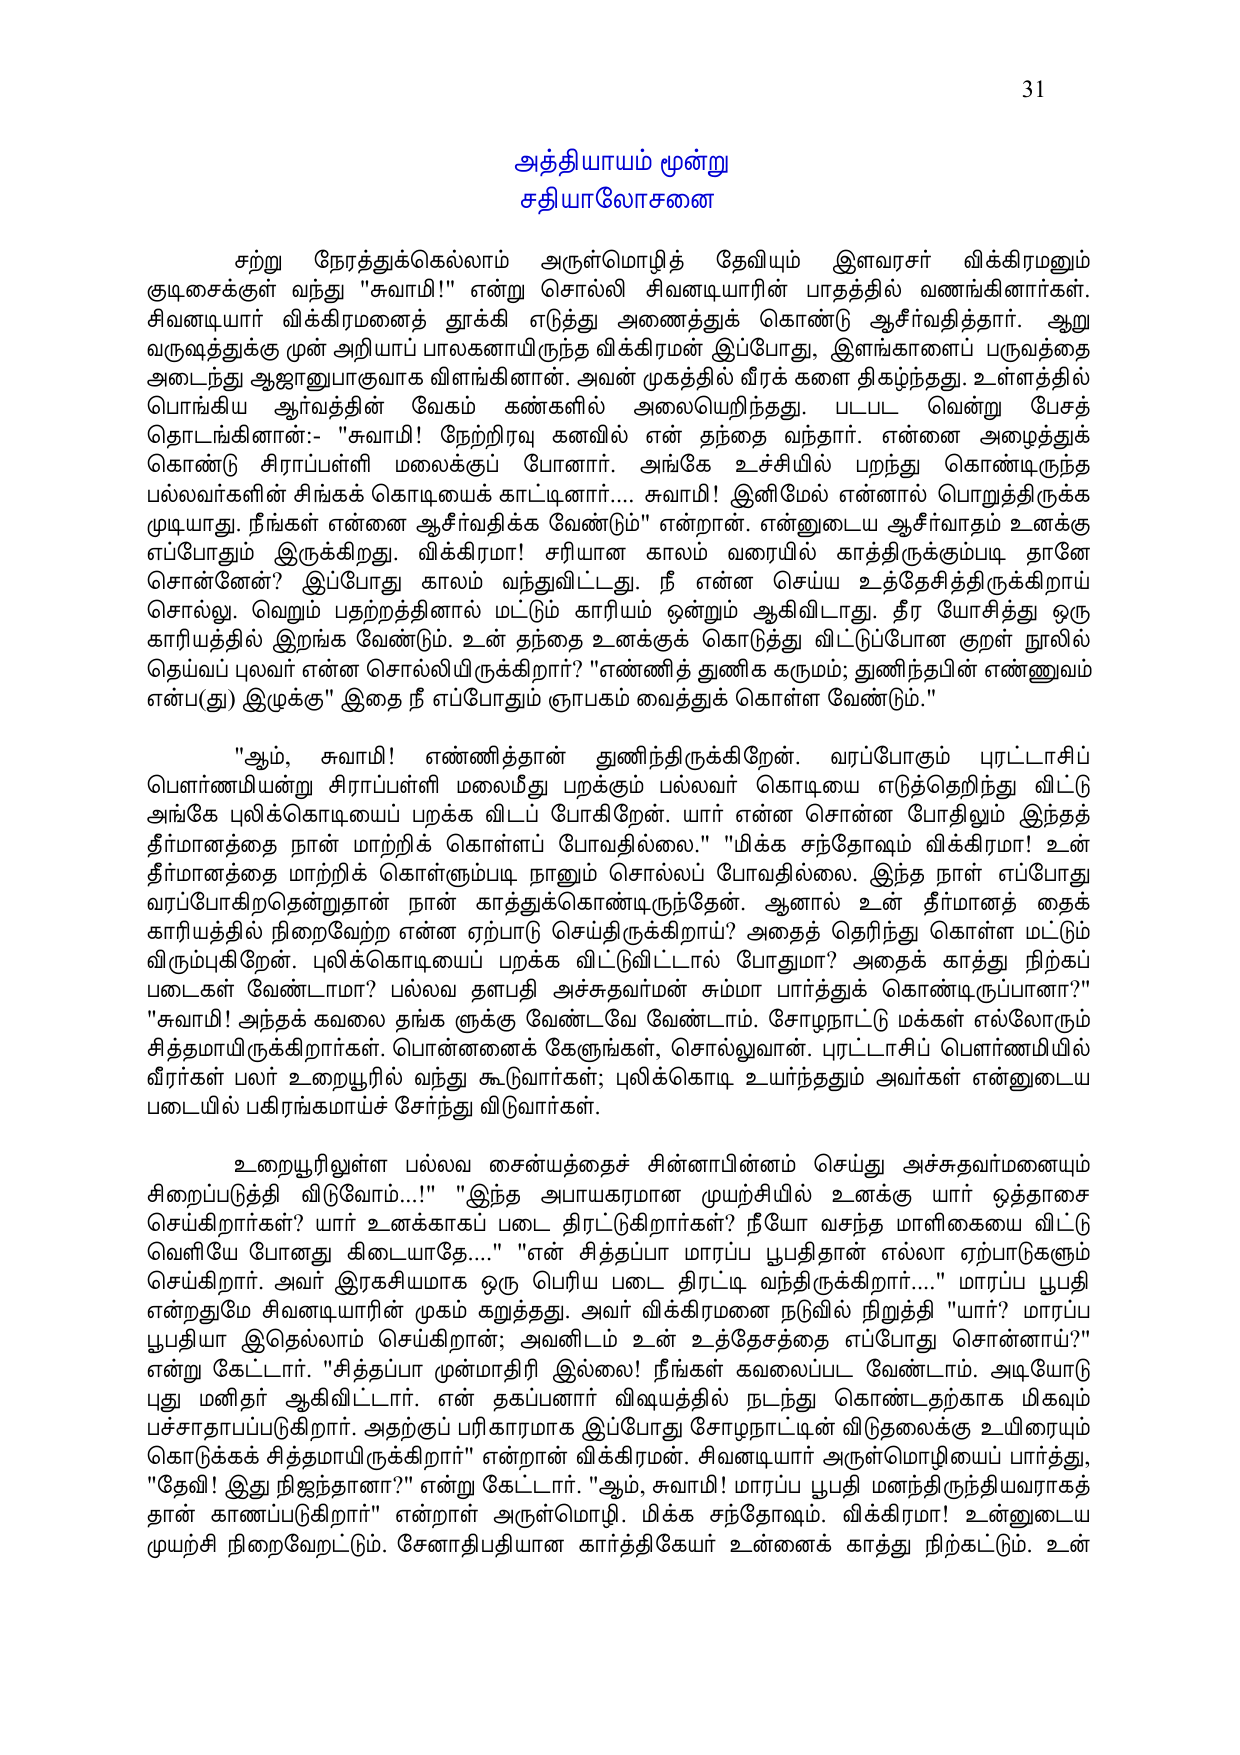 31
அத்தியாயம் மூன்று
சதியாலோசனை
சற்று நேரத்துக்கெல்லாம் அருள்மொழித் தேவியும் இளவரசர் விக்கிரமனும்
குடிசைக்குள் வந்து "சுவாமி!" என்று சொல்லி சிவனடியாரின் பாதத்தில் வணங்கினார்கள்.
சிவனடியார் விக்கிரமனைத் தூக்கி எடுத்து அணைத்துக் கொண்டு ஆசீர்வதித்தார். ஆறு
வருஷத்துக்கு முன் அறியாப் பாலகனாயிருந்த விக்கிரமன் இப்போது, இளங்காளைப் பருவத்தை
அடைந்து ஆஜானுபாகுவாக விளங்கினான். அவன் முகத்தில் வீரக் களை திகழ்ந்தது. உள்ளத்தில்
பொங்கிய ஆர்வத்தின் வேகம் கண்களில் அலையெறிந்தது. படபட வென்று பேசத்
தொடங்கினான்:- "சுவாமி! நேற்றிரவு கனவில் என் தந்தை வந்தார். என்னை அழைத்துக்
கொண்டு சிராப்பள்ளி மலைக்குப் போனார். அங்கே உச்சியில் பறந்து கொண்டிருந்த
பல்லவர்களின் சிங்கக் கொடியைக் காட்டினார்.... சுவாமி! இனிமேல் என்னால் பொறுத்திருக்க
முடியாது. நீங்கள் என்னை ஆசீர்வதிக்க வேண்டும்" என்றான். என்னுடைய ஆசீர்வாதம் உனக்கு
எப்போதும் இருக்கிறது. விக்கிரமா! சரியான காலம் வரையில் காத்திருக்கும்படி தானே
சொன்னேன்? இப்போது காலம் வந்துவிட்டது. நீ என்ன செய்ய உத்தேசித்திருக்கிறாய்
சொல்லு. வெறும் பதற்றத்தினால் மட்டும் காரியம் ஒன்றும் ஆகிவிடாது. தீர யோசித்து ஒரு
காரியத்தில் இறங்க வேண்டும். உன் தந்தை உனக்குக் கொடுத்து விட்டுப்போன குறள் நூலில்
தெய்வப் புலவர் என்ன சொல்லியிருக்கிறார்? "எண்ணித் துணிக கருமம்; துணிந்தபின் எண்ணுவம்
என்ப(து) இழுக்கு" இதை நீ எப்போதும் ஞாபகம் வைத்துக் கொள்ள வேண்டும்."
"ஆம், சுவாமி! எண்ணித்தான் துணிந்திருக்கிறேன். வரப்போகும் புரட்டாசிப்
பௌர்ணமியன்று சிராப்பள்ளி மலைமீது பறக்கும் பல்லவர் கொடியை எடுத்தெறிந்து விட்டு
அங்கே புலிக்கொடியைப் பறக்க விடப் போகிறேன். யார் என்ன சொன்ன போதிலும் இந்தத்
தீர்மானத்தை நான் மாற்றிக் கொள்ளப் போவதில்லை." "மிக்க சந்தோஷம் விக்கிரமா! உன்
தீர்மானத்தை மாற்றிக் கொள்ளும்படி நானும் சொல்லப் போவதில்லை. இந்த நாள் எப்போது
வரப்போகிறதென்றுதான் நான் காத்துக்கொண்டிருந்தேன். ஆனால் உன் தீர்மானத் தைக்
காரியத்தில் நிறைவேற்ற என்ன ஏற்பாடு செய்திருக்கிறாய்? அதைத் தெரிந்து கொள்ள மட்டும்
விரும்புகிறேன். புலிக்கொடியைப் பறக்க விட்டுவிட்டால் போதுமா? அதைக் காத்து நிற்கப்
படைகள் வேண்டாமா? பல்லவ தளபதி அச்சுதவர்மன் சும்மா பார்த்துக் கொண்டிருப்பானா?"
"சுவாமி! அந்தக் கவலை தங்க ளுக்கு வேண்டவே வேண்டாம். சோழநாட்டு மக்கள் எல்லோரும்
சித்தமாயிருக்கிறார்கள். பொன்னனைக் கேளுங்கள், சொல்லுவான். புரட்டாசிப் பௌர்ணமியில்
வீரர்கள் பலர் உறையூரில் வந்து கூடுவார்கள்; புலிக்கொடி உயர்ந்ததும் அவர்கள் என்னுடைய
படையில் பகிரங்கமாய்ச் சேர்ந்து விடுவார்கள்.
உறையூரிலுள்ள பல்லவ சைன்யத்தைச் சின்னாபின்னம் செய்து அச்சுதவர்மனையும்
சிறைப்படுத்தி விடுவோம்...!" "இந்த அபாயகரமான முயற்சியில் உனக்கு யார் ஒத்தாசை
செய்கிறார்கள்? யார் உனக்காகப் படை திரட்டுகிறார்கள்? நீயோ வசந்த மாளிகையை விட்டு
வெளியே போனது கிடையாதே...." "என் சித்தப்பா மாரப்ப பூபதிதான் எல்லா ஏற்பாடுகளும்
செய்கிறார். அவர் இரகசியமாக ஒரு பெரிய படை திரட்டி வந்திருக்கிறார்...." மாரப்ப பூபதி
என்றதுமே சிவனடியாரின் முகம் கறுத்தது. அவர் விக்கிரமனை நடுவில் நிறுத்தி "யார்? மாரப்ப
பூபதியா இதெல்லாம் செய்கிறான்; அவனிடம் உன் உத்தேசத்தை எப்போது சொன்னாய்?"
என்று கேட்டார். "சித்தப்பா முன்மாதிரி இல்லை! நீங்கள் கவலைப்பட வேண்டாம். அடியோடு
புது மனிதர் ஆகிவிட்டார். என் தகப்பனார் விஷயத்தில் நடந்து கொண்டதற்காக மிகவும்
பச்சாதாபப்படுகிறார். அதற்குப் பரிகாரமாக இப்போது சோழநாட்டின் விடுதலைக்கு உயிரையும்
கொடுக்கக் சித்தமாயிருக்கிறார்" என்றான் விக்கிரமன். சிவனடியார் அருள்மொழியைப் பார்த்து,
"தேவி! இது நிஜந்தானா?" என்று கேட்டார். "ஆம், சுவாமி! மாரப்ப பூபதி மனந்திருந்தியவராகத்
தான் காணப்படுகிறார்" என்றாள் அருள்மொழி. மிக்க சந்தோஷம். விக்கிரமா! உன்னுடைய
முயற்சி நிறைவேறட்டும். சேனாதிபதியான கார்த்திகேயர் உன்னைக் காத்து நிற்கட்டும். உன்